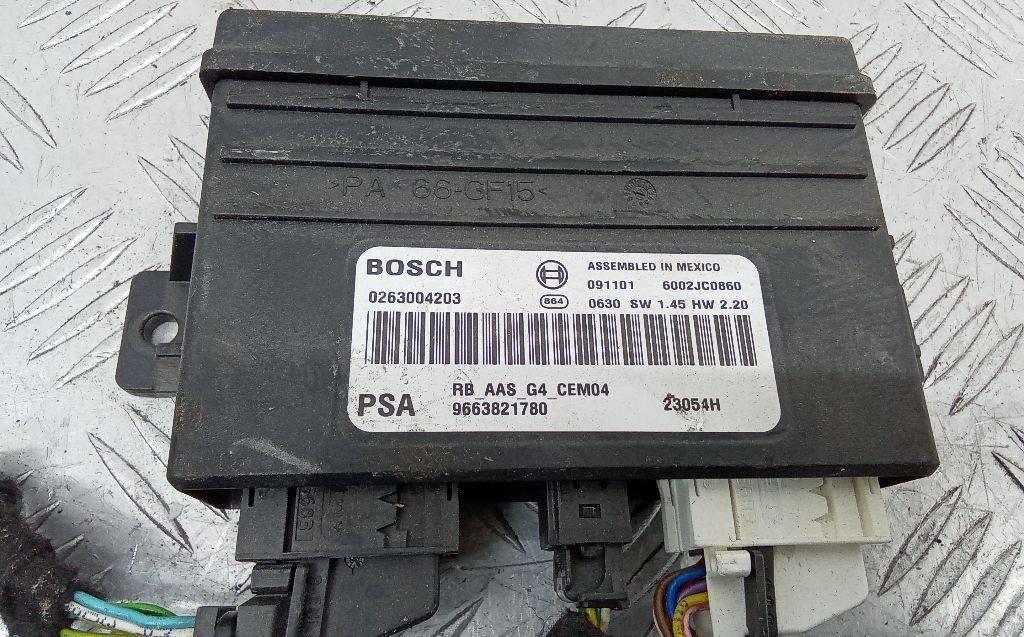 >PA 66-GF15<
BOSCH
ASSEMBLED IN MEXICO
091101 6002JC0860
0263004203
864
0630 SW 1.45 HW 2.20
RB_AAS_G4_CEM04
PSA
9663821780
23054H